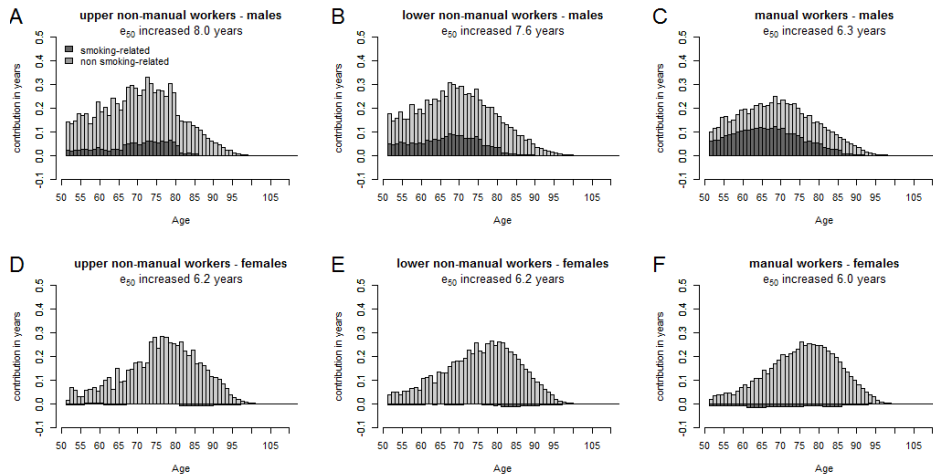 A
upper non-manual workers - males
e50 increased 8.0 years
contribution in years
0.5
0.4
0.3
0.2
0.1
0.0
-0.1
smoking-related
non smoking-related
50 55 60 65 70 75 80 85 90 95 105
Age
B
lower non-manual workers - males
e50 increased 7.6 years
contribution in years
0.5
0.4
0.3
0.2
0.1
0.0
-0.1
50 55 60 65 70 75 80 85 90 95 105
Age
C
manual workers - males
e50 increased 6.3 years
contribution in years
0.5
0.4
0.3
0.2
0.1
0.0
-0.1
50 55 60 65 70 75 80 85 90 95 105
Age
D
upper non-manual workers - females
e50 increased 6.2 years
contribution in years
0.5
0.4
0.3
0.2
0.1
0.0
-0.1
50 55 60 65 70 75 80 85 90 95 105
Age
E
lower non-manual workers - females
e50 increased 6.2 years
contribution in years
0.5
0.4
0.3
0.2
0.1
0.0
-0.1
50 55 60 65 70 75 80 85 90 95 105
Age
F
manual workers - females
e50 increased 6.0 years
contribution in years
0.5
0.4
0.3
0.2
0.1
0.0
-0.1
50 55 60 65 70 75 80 85 90 95 105
Age